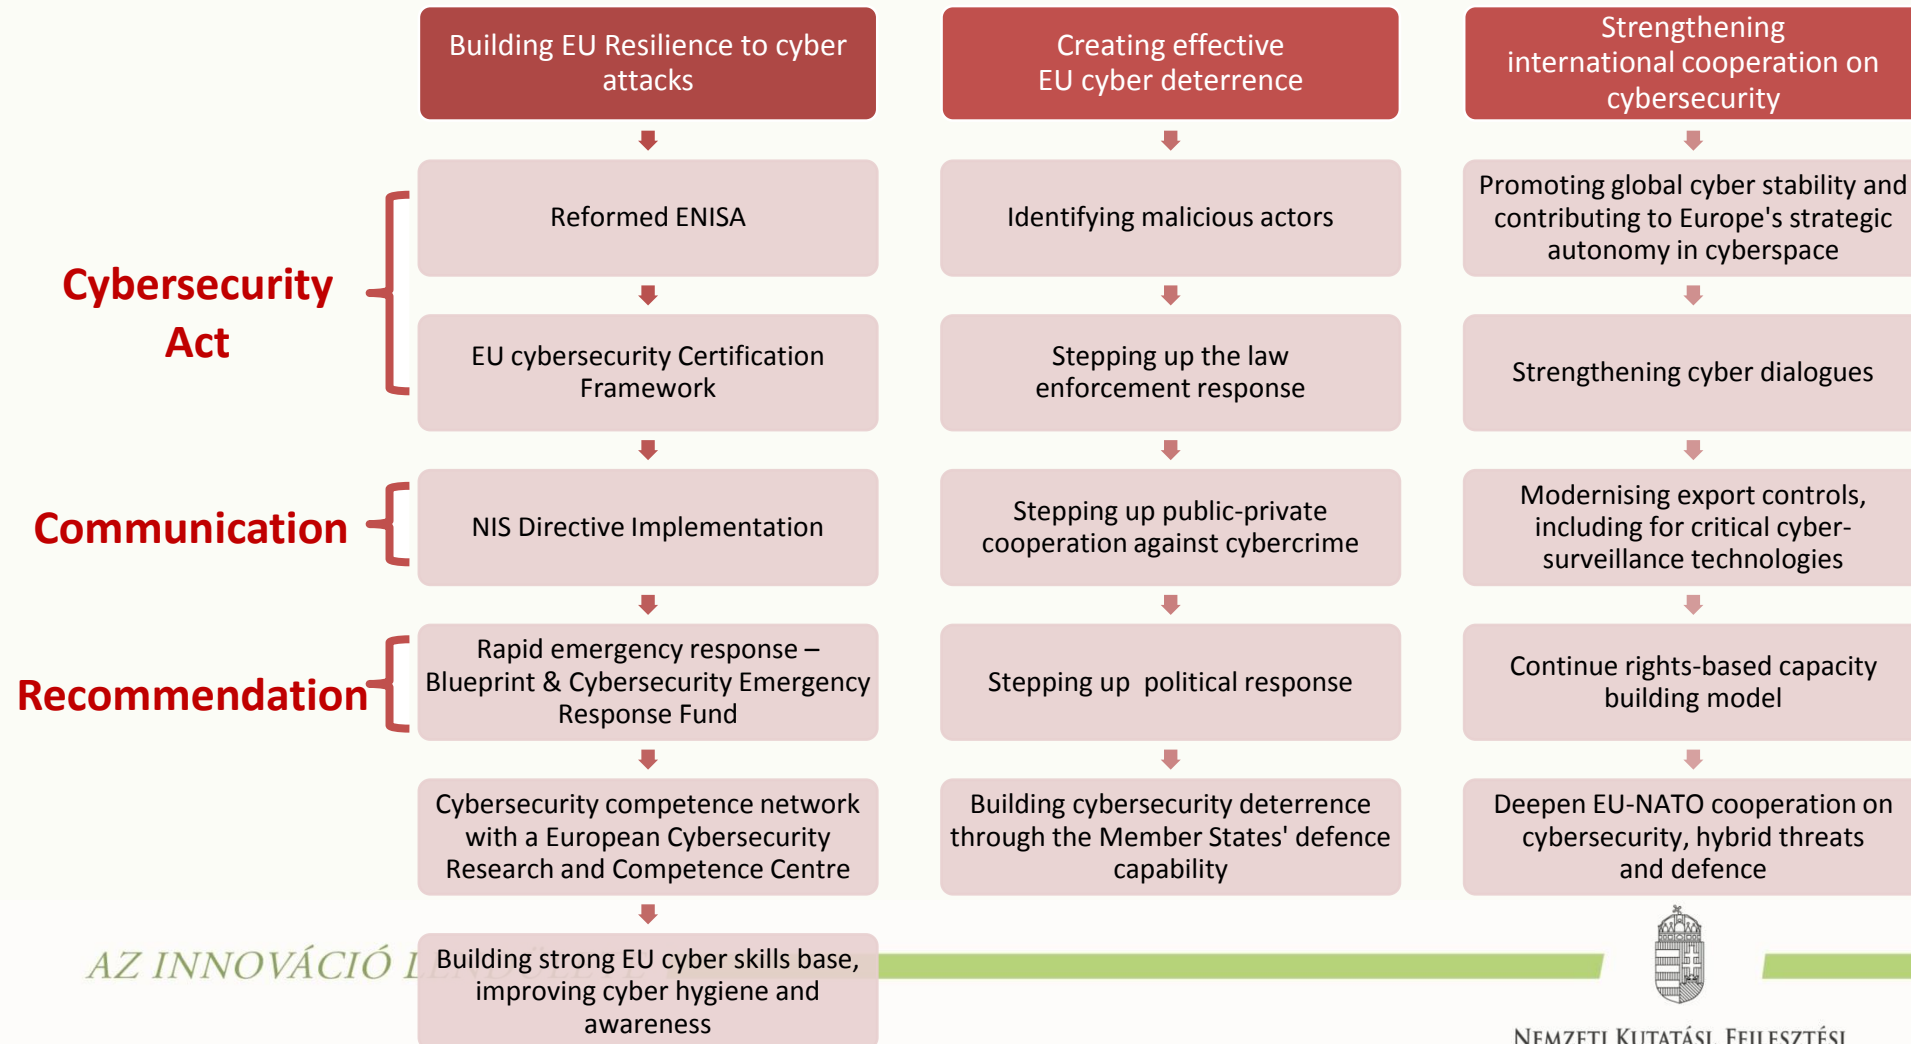 Building EU Resilience to cyber
attacks
Creating effective
EU cyber deterrence
Strengthening
international cooperation on
cybersecurity
Cybersecurity
Act
Reformed ENISA
Identifying malicious actors
Promoting global cyber stability and
contributing to Europe's strategic
autonomy in cyberspace
EU cybersecurity Certification
Framework
Stepping up the law
enforcement response
Strengthening cyber dialogues
Communication
NIS Directive Implementation
Stepping up public-private
cooperation against cybercrime
Modernising export controls,
including for critical cyber-
surveillance technologies
Recommendation
Rapid emergency response –
Blueprint & Cybersecurity Emergency
Response Fund
Stepping up political response
Continue rights-based capacity
building model
Cybersecurity competence network
with a European Cybersecurity
Research and Competence Centre
Building cybersecurity deterrence
through the Member States' defence
capability
Deepen EU-NATO cooperation on
cybersecurity, hybrid threats
and defence
AZ INNOVÁCIÓ
Building strong EU cyber skills base,
improving cyber hygiene and
awareness
NEMZETI KUTATÁSI, FEJLESZTÉSI